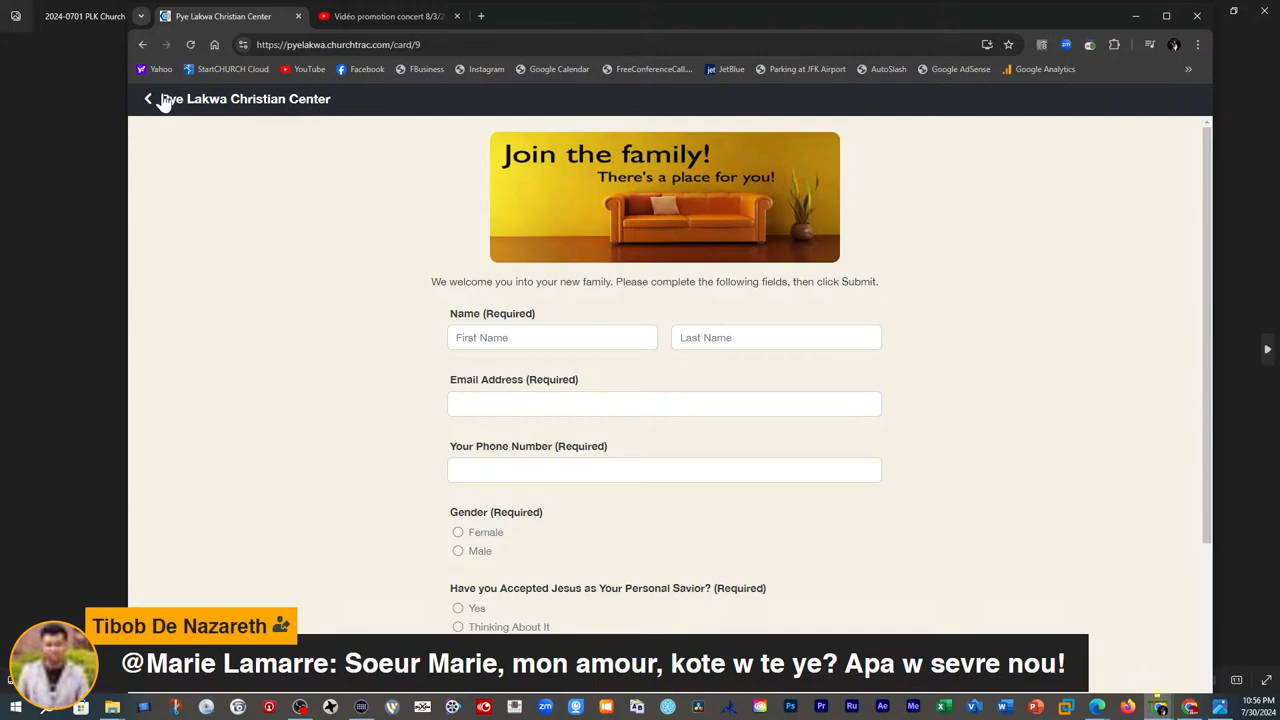 2024-0701 PLK Church
Pye Lakwa Christian Center
Vidéo promotion concert 8/3/2
https://pyelakwa.churchtrac.com/card/9
Yahoo
StartCHURCH Cloud
YouTube
Facebook
FBusiness
Instagram
Google Calendar
FreeConferenceCall....
JetBlue
Parking at JFK Airport
AutoSlash
Google AdSense
Google Analytics
Pye Lakwa Christian Center
Join the family!
There's a place for you!
We welcome you into your new family. Please complete the following fields, then click Submit.
Name (Required)
First Name
Last Name
Email Address (Required)
Your Phone Number (Required)
Gender (Required)
Female
Male
Have you Accepted Jesus as Your Personal Savior? (Required)
Yes
Thinking About It
Tibob De Nazareth
@Marie Lamarre: Soeur Marie, mon amour, kote w te ye? Apa w sevre nou!
10:56 PM
7/30/2024